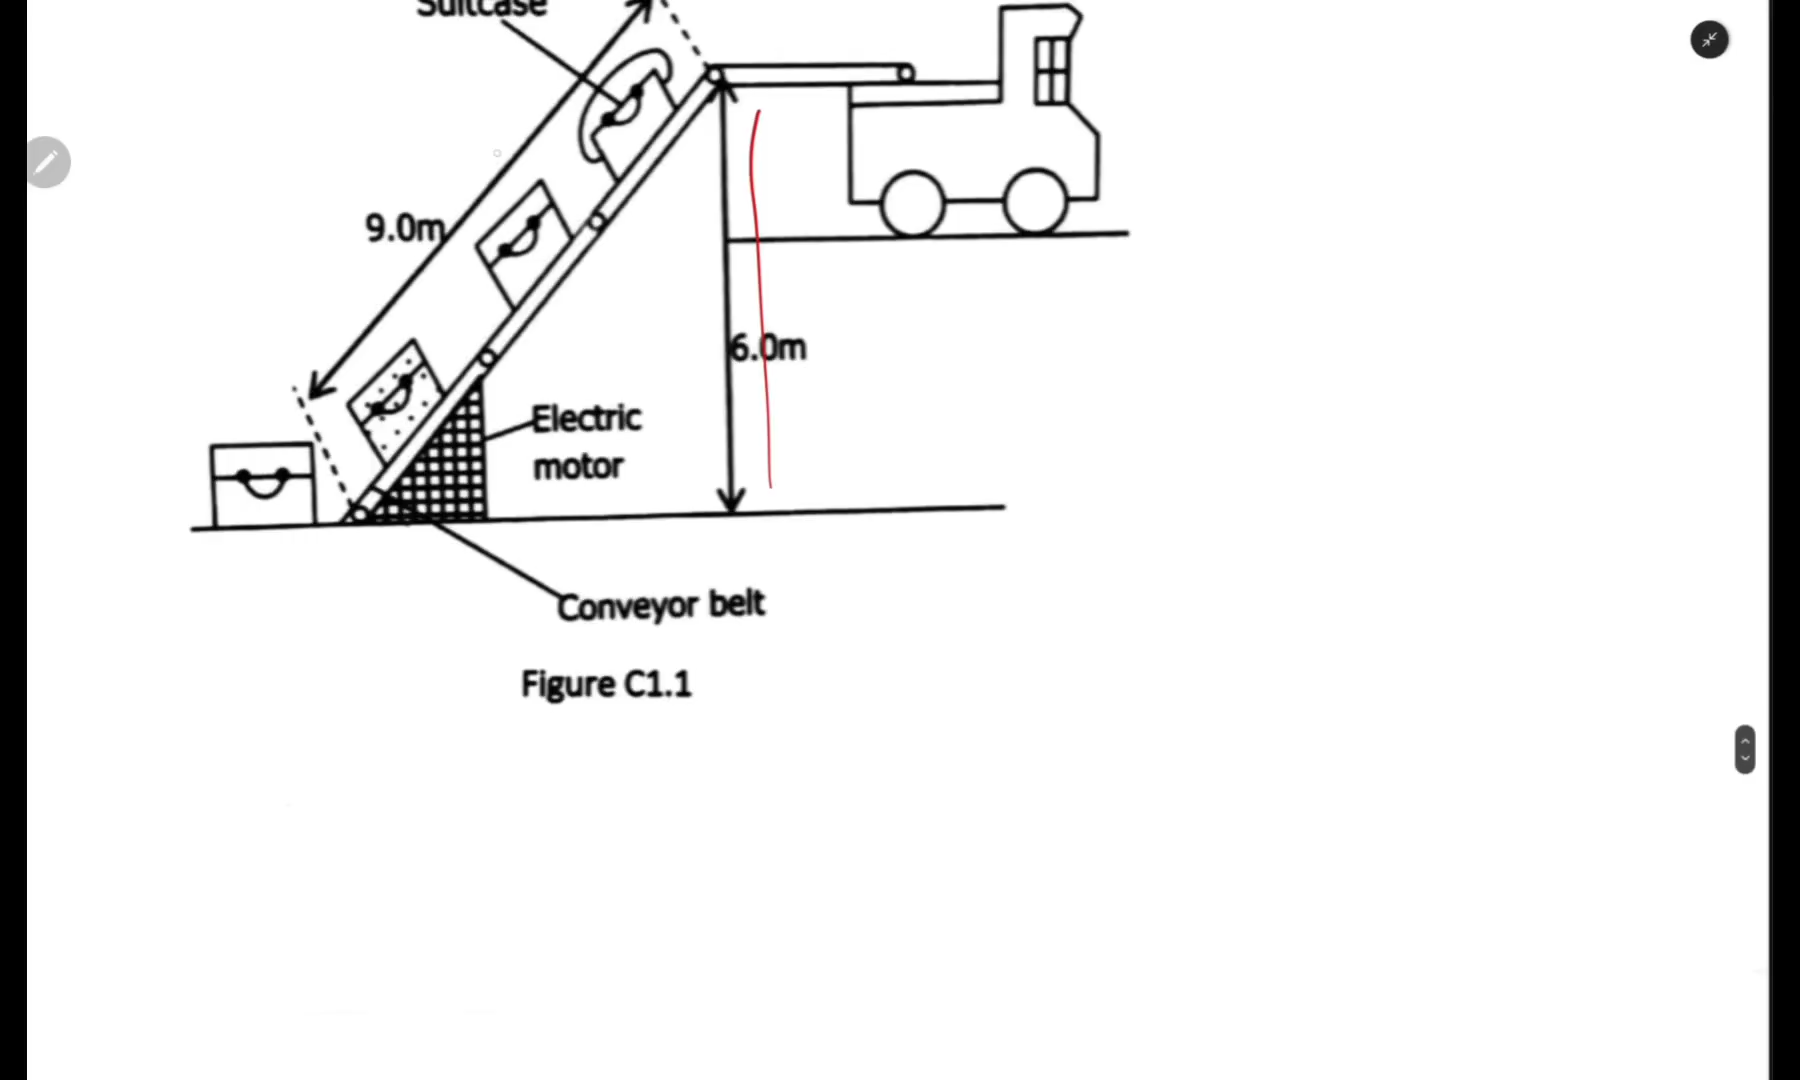 Suitcase
9.0m
6.0m
Electric
motor
Conveyor belt
Figure C1.1